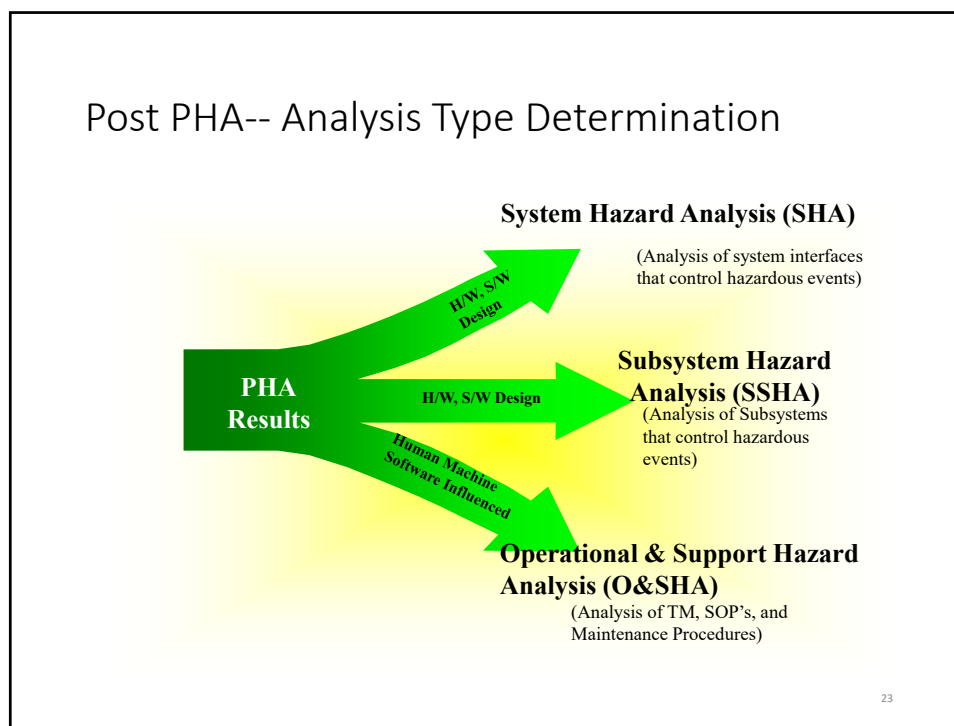 Post PHA-- Analysis Type Determination
System Hazard Analysis (SHA)
(Analysis of system interfaces
that control hazardous events)
H/W, S/W
Design
Subsystem Hazard
Analysis (SSHA)
(Analysis of Subsystems
that control hazardous
events)
PHA
Results
H/W, S/W Design
Human Machine
Software Influenced
Operational & Support Hazard
Analysis (O&SHA)
(Analysis of TM, SOP's, and
Maintenance Procedures)
23